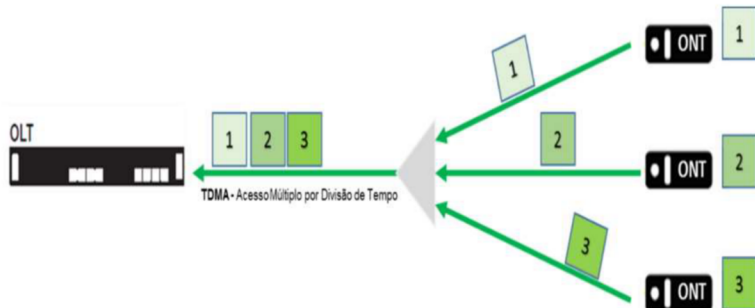 1
ONT 1
1
OLT
1 2 3
2
ONT 2
TDMA - Acesso Múltiplo por Divisão de Tempo
3
ONT 3